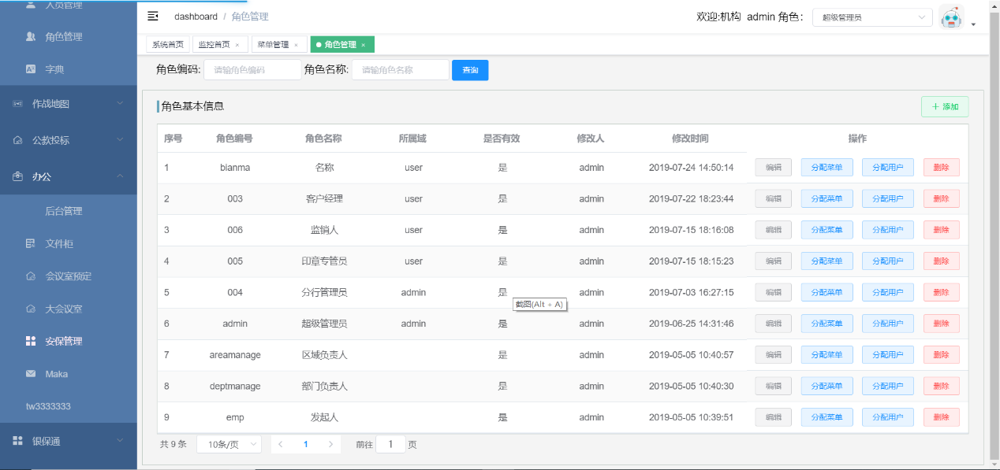 人员管理
角色管理
字典
作战地图
公款投标
办公
后台管理
文件柜
会议室预定
大会议室
安保管理
Maka
tw3333333
银保通
dashboard / 角色管理
欢迎:机构 admin 角色： 超级管理员
系统首页 监控首页 × 菜单管理 × 角色管理 ×
角色编码: 请输角色编码 角色名称: 请输角色名称 查询
角色基本信息 + 添加
序号 角色编号 角色名称 所属域 是否有效 修改人 修改时间 操作
1 bianma 名称 user 是 admin 2019-07-24 14:50:14 编辑 分配菜单 分配用户 删除
2 003 客户经理 user 是 admin 2019-07-22 18:23:44 编辑 分配菜单 分配用户 删除
3 006 监销人 user 是 admin 2019-07-15 18:16:08 编辑 分配菜单 分配用户 删除
4 005 印章专管员 user 是 admin 2019-07-15 18:15:23 编辑 分配菜单 分配用户 删除
5 004 分行管理员 admin 是 admin 2019-07-03 16:27:15 编辑 分配菜单 分配用户 删除
截图(Alt + A)
6 admin 超级管理员 admin 是 admin 2019-06-25 14:31:46 编辑 分配菜单 分配用户 删除
7 areamanage 区域负责人 是 admin 2019-05-05 10:40:57 编辑 分配菜单 分配用户 删除
8 deptmanage 部门负责人 是 admin 2019-05-05 10:40:30 编辑 分配菜单 分配用户 删除
9 emp 发起人 是 admin 2019-05-05 10:39:51 编辑 分配菜单 分配用户 删除
共 9 条 10条/页 < 1 > 前往 1 页